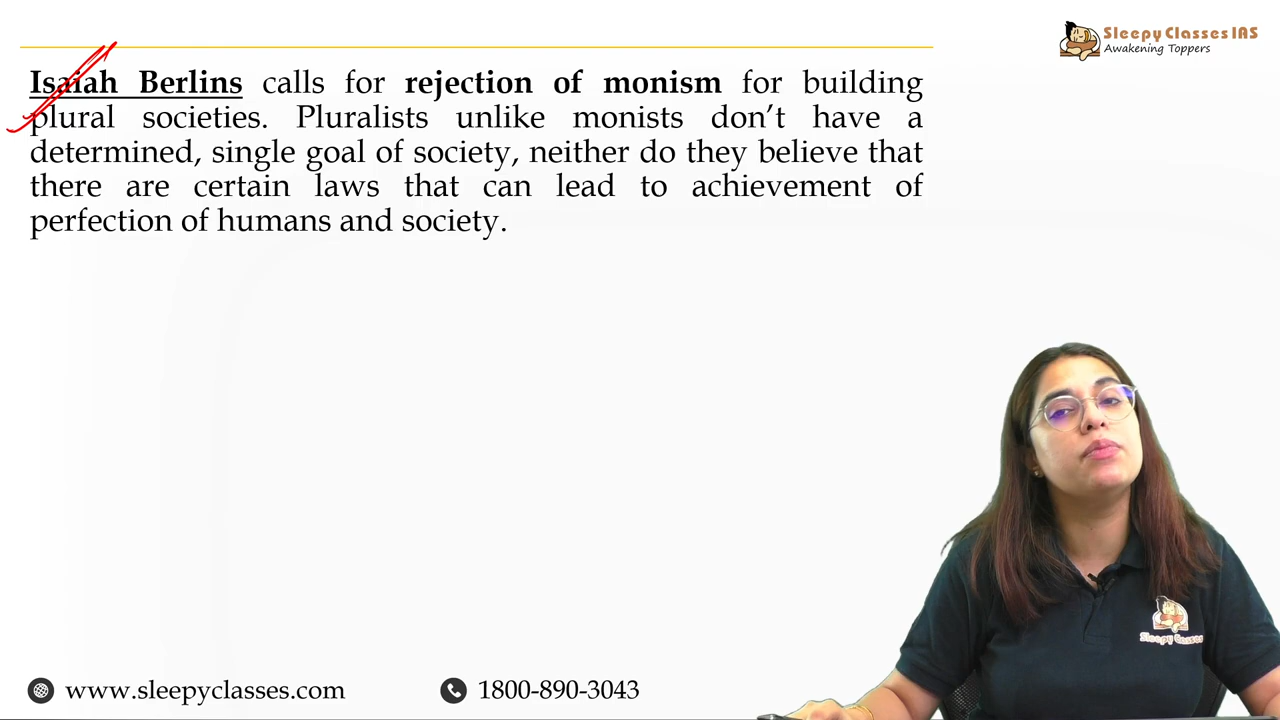 Sleepy Classes IAS
Awakening Toppers
Isaiah Berlins calls for rejection of monism for building
plural societies. Pluralists unlike monists don’t have a
determined, single goal of society, neither do they believe that
there are certain laws that can lead to achievement of
perfection of humans and society.
Sleepy Classes
www.sleepyclasses.com
1800-890-3043